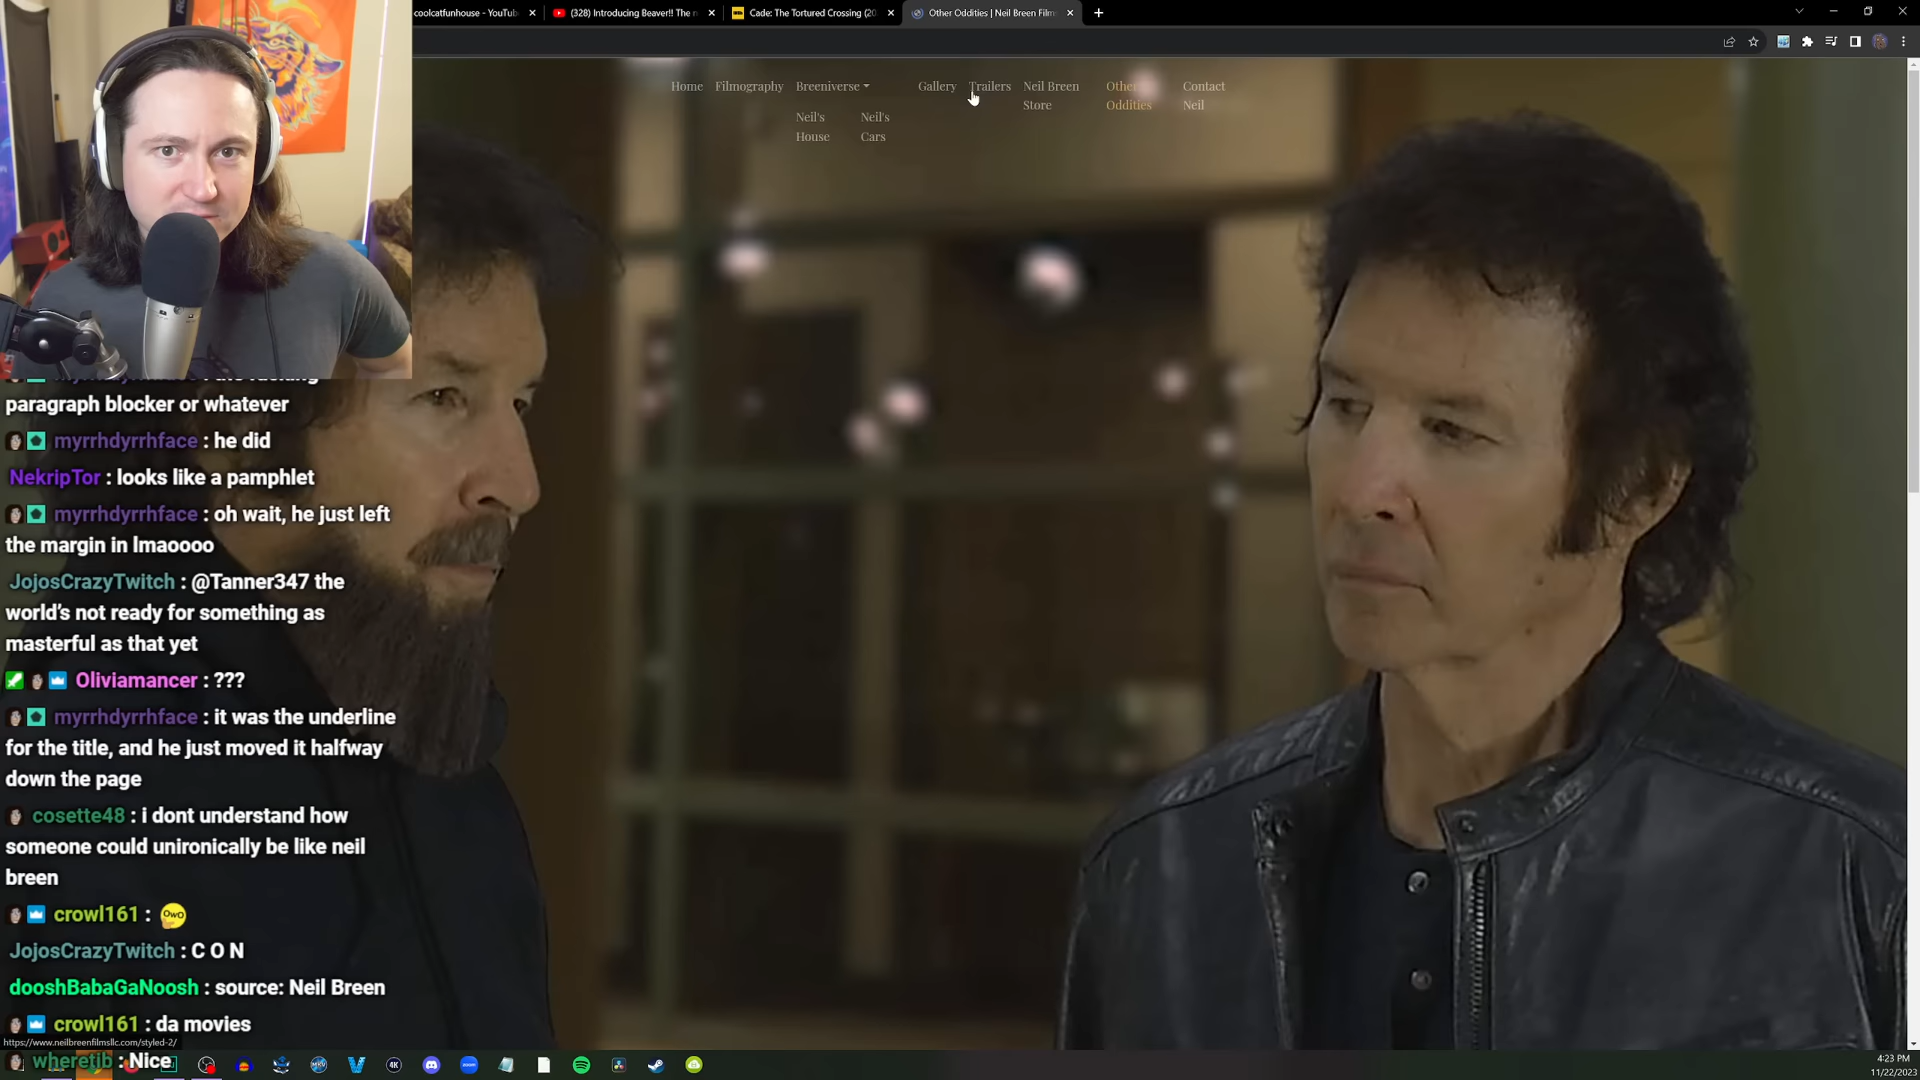 coolcatfunhouse - YouTub
(328) Introducing Beaver!! The n
Cade: The Tortured Crossing (20
Other Oddities | Neil Breen Film
Home
Filmography
Breeniverse
Gallery
Trailers
Neil Breen
Store
Other
Oddities
Contact
Neil
Neil's
House
Neil's
Cars
paragraph blocker or whatever
myrrhdyrrhface : he did
NekripTor : looks like a pamphlet
myrrhdyrrhface : oh wait, he just left
the margin in lmaoooo
JojosCrazyTwitch : @Tanner347 the
world's not ready for something as
masterful as that yet
Oliviamancer : ???
myrrhdyrrhface : it was the underline
for the title, and he just moved it halfway
down the page
cosette48 : i dont understand how
someone could unironically be like neil
breen
crowl161 : OwO
JojosCrazyTwitch : C O N
dooshBabaGaNoosh : source: Neil Breen
crowl161 : da movies
https://www.neilbreenfilmsllc.com/styled-2/
wheretib : Nice
4K
zoom
4:23 PM
11/22/2023